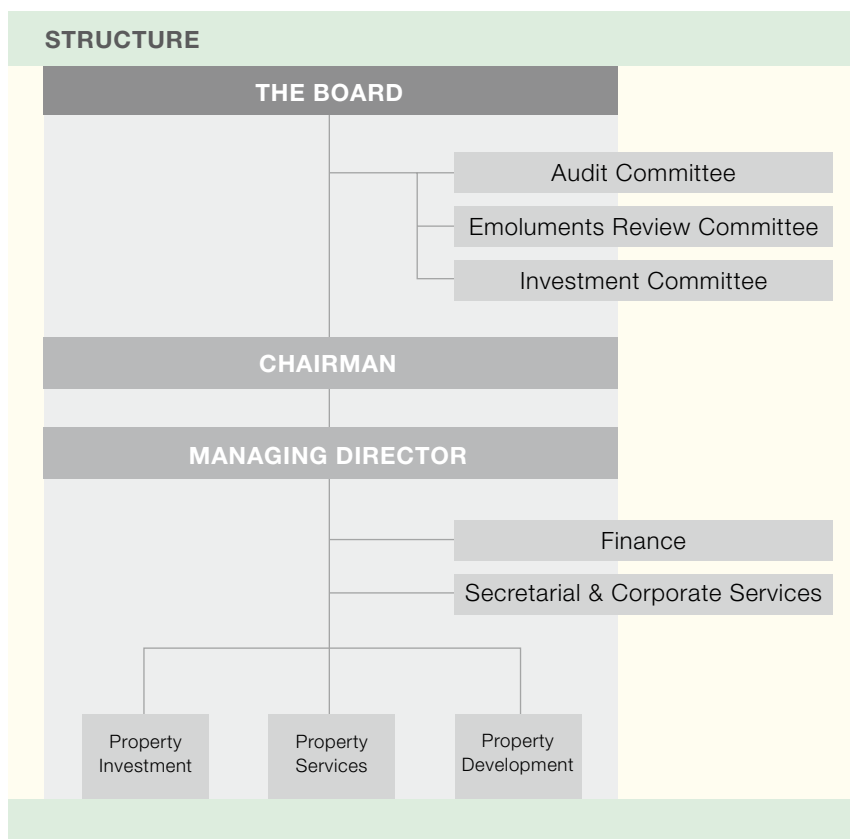 STRUCTURE
THE BOARD
Audit Committee
Emoluments Review Committee
Investment Committee
CHAIRMAN
MANAGING DIRECTOR
Finance
Secretarial & Corporate Services
Property
Investment
Property
Services
Property
Development